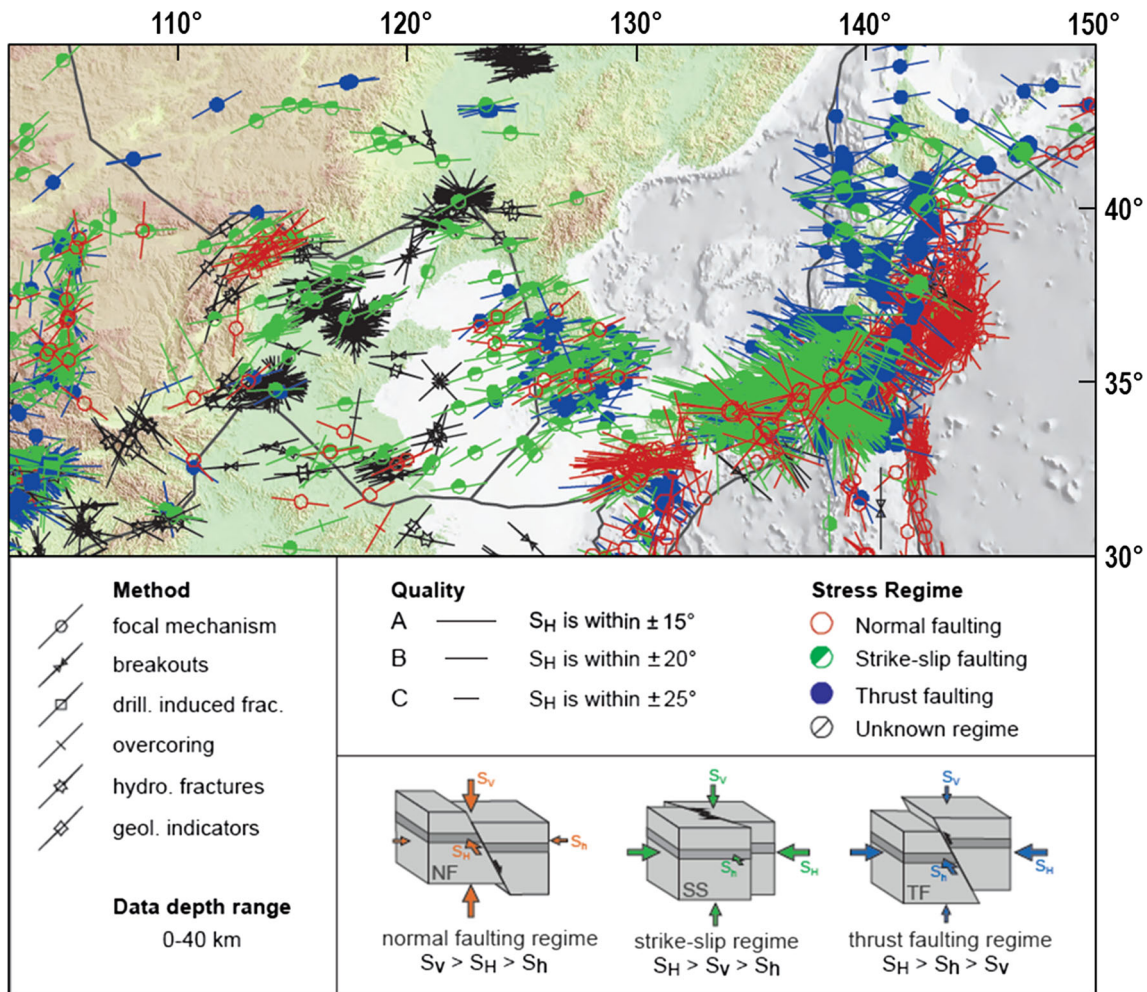 110° 120° 130° 140° 150°
40°
35°
30°
Method
focal mechanism
breakouts
drill. induced frac.
overcoring
hydro. fractures
geol. indicators
Data depth range
0-40 km
Quality
A SH is within ± 15°
B SH is within ± 20°
C SH is within ± 25°
Stress Regime
Normal faulting
Strike-slip faulting
Thrust faulting
Unknown regime
SV
SH
Sh
NF
normal faulting regime
Sv > SH > Sh
SV
Sh
SH
SS
strike-slip regime
SH > Sv > Sh
SV
Sh
SH
TF
thrust faulting regime
SH > Sh > Sv